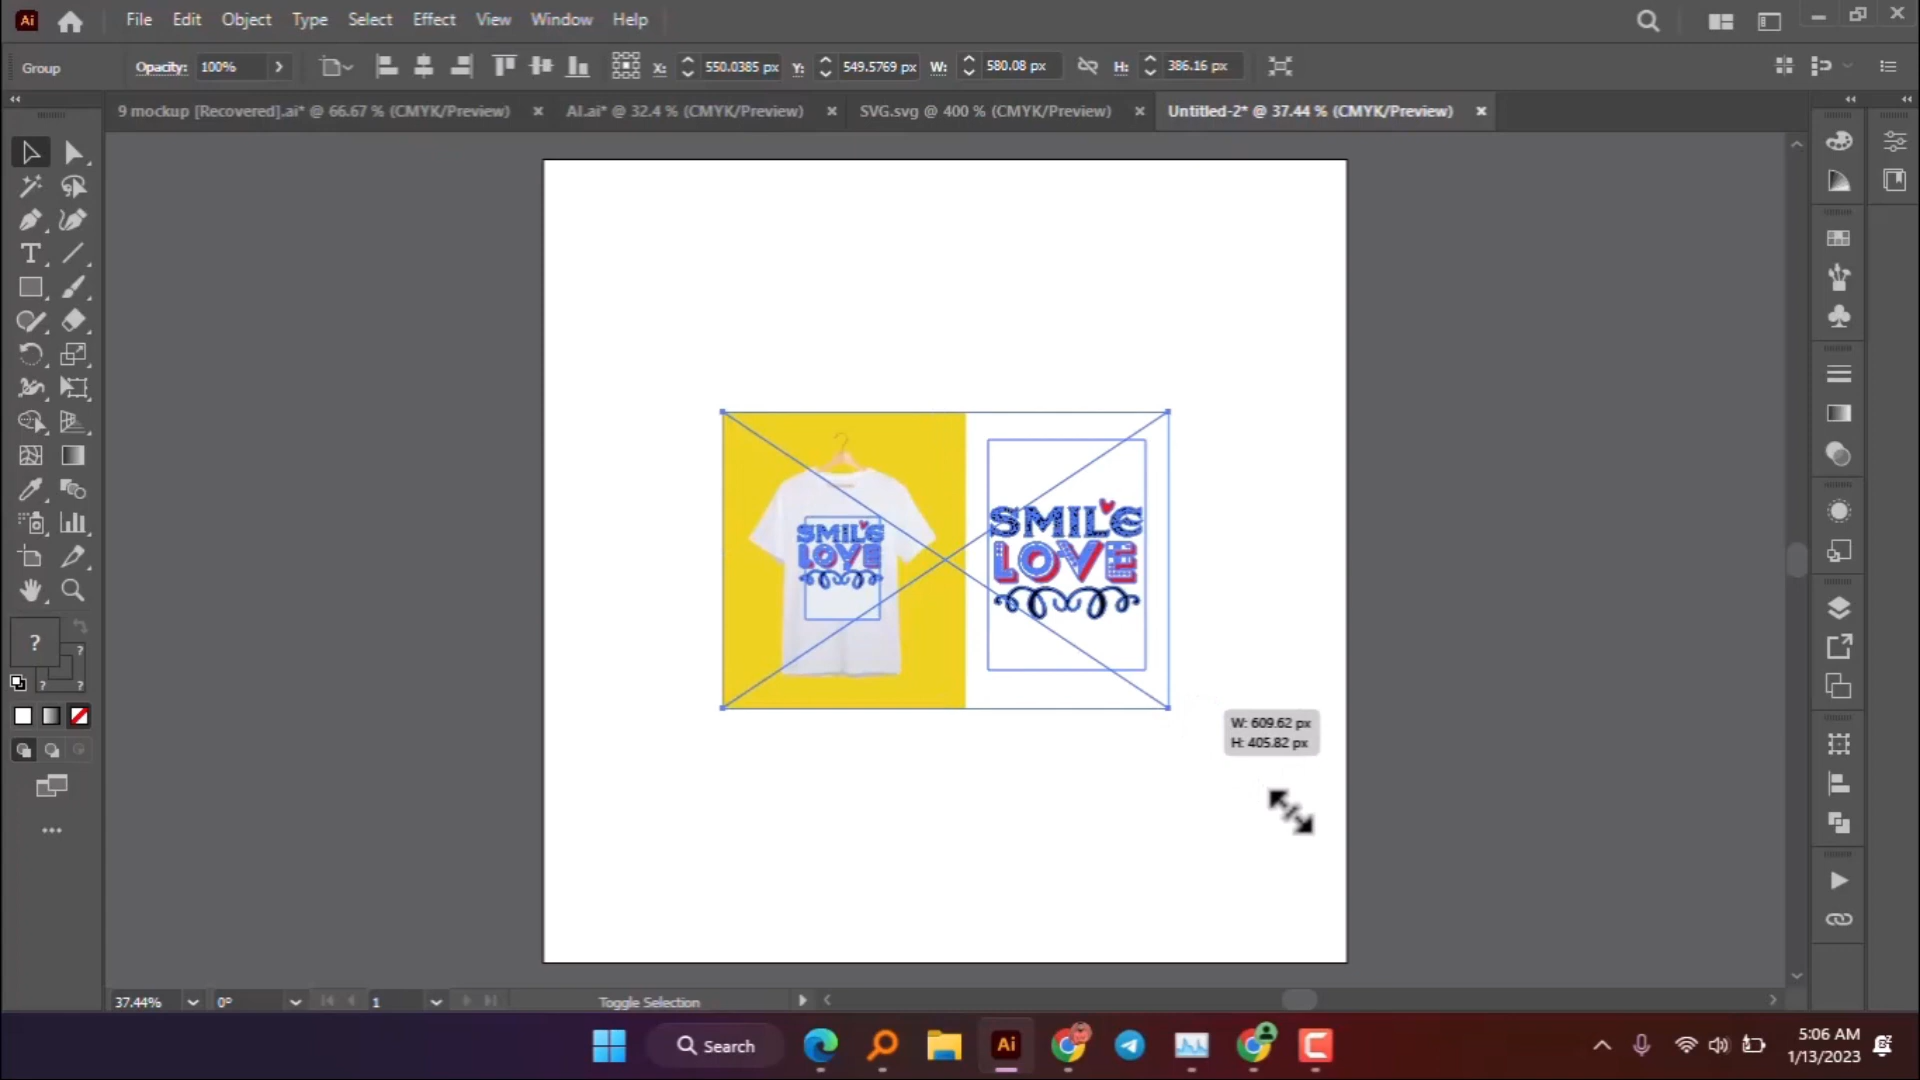 Ai File Edit Object Type Select Effect View Window Help
Group Opacity: 100% X: 550.0385 px Y: 549.5769 px W: 580.08 px H: 386.16 px
9 mockup [Recovered].ai* @ 66.67 % (CMYK/Preview) × AI.ai* @ 32.4 % (CMYK/Preview) × SVG.svg @ 400 % (CMYK/Preview) × Untitled-2* @ 37.44 % (CMYK/Preview) ×
SMILE
LOVE
SMILE
LOVE
W: 609.62 px
H: 405.82 px
37.44% 0° 1 Toggle Selection
Search Ai
5:06 AM
1/13/2023